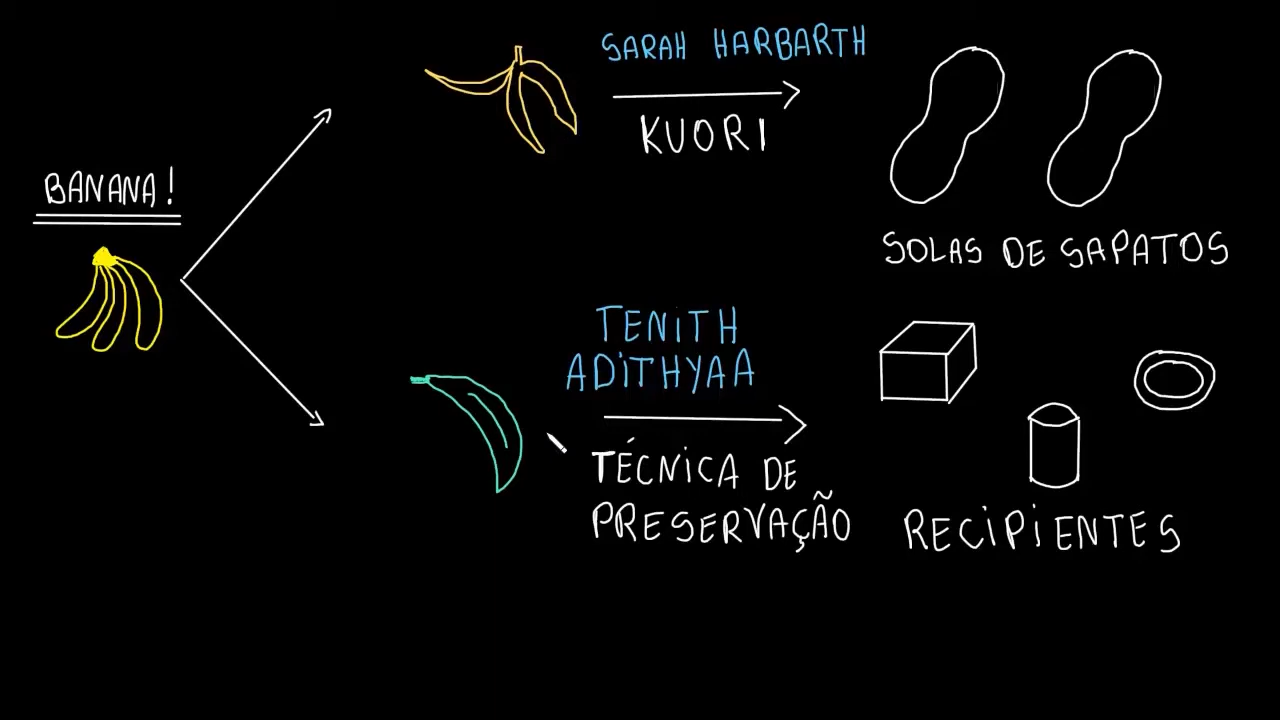 BANANA!
SARAH HARBARTH
KUORI
SOLAS DE SAPATOS
TENITH
ADITHYAA
TÉCNICA DE
PRESERVAÇÃO
RECIPIENTES